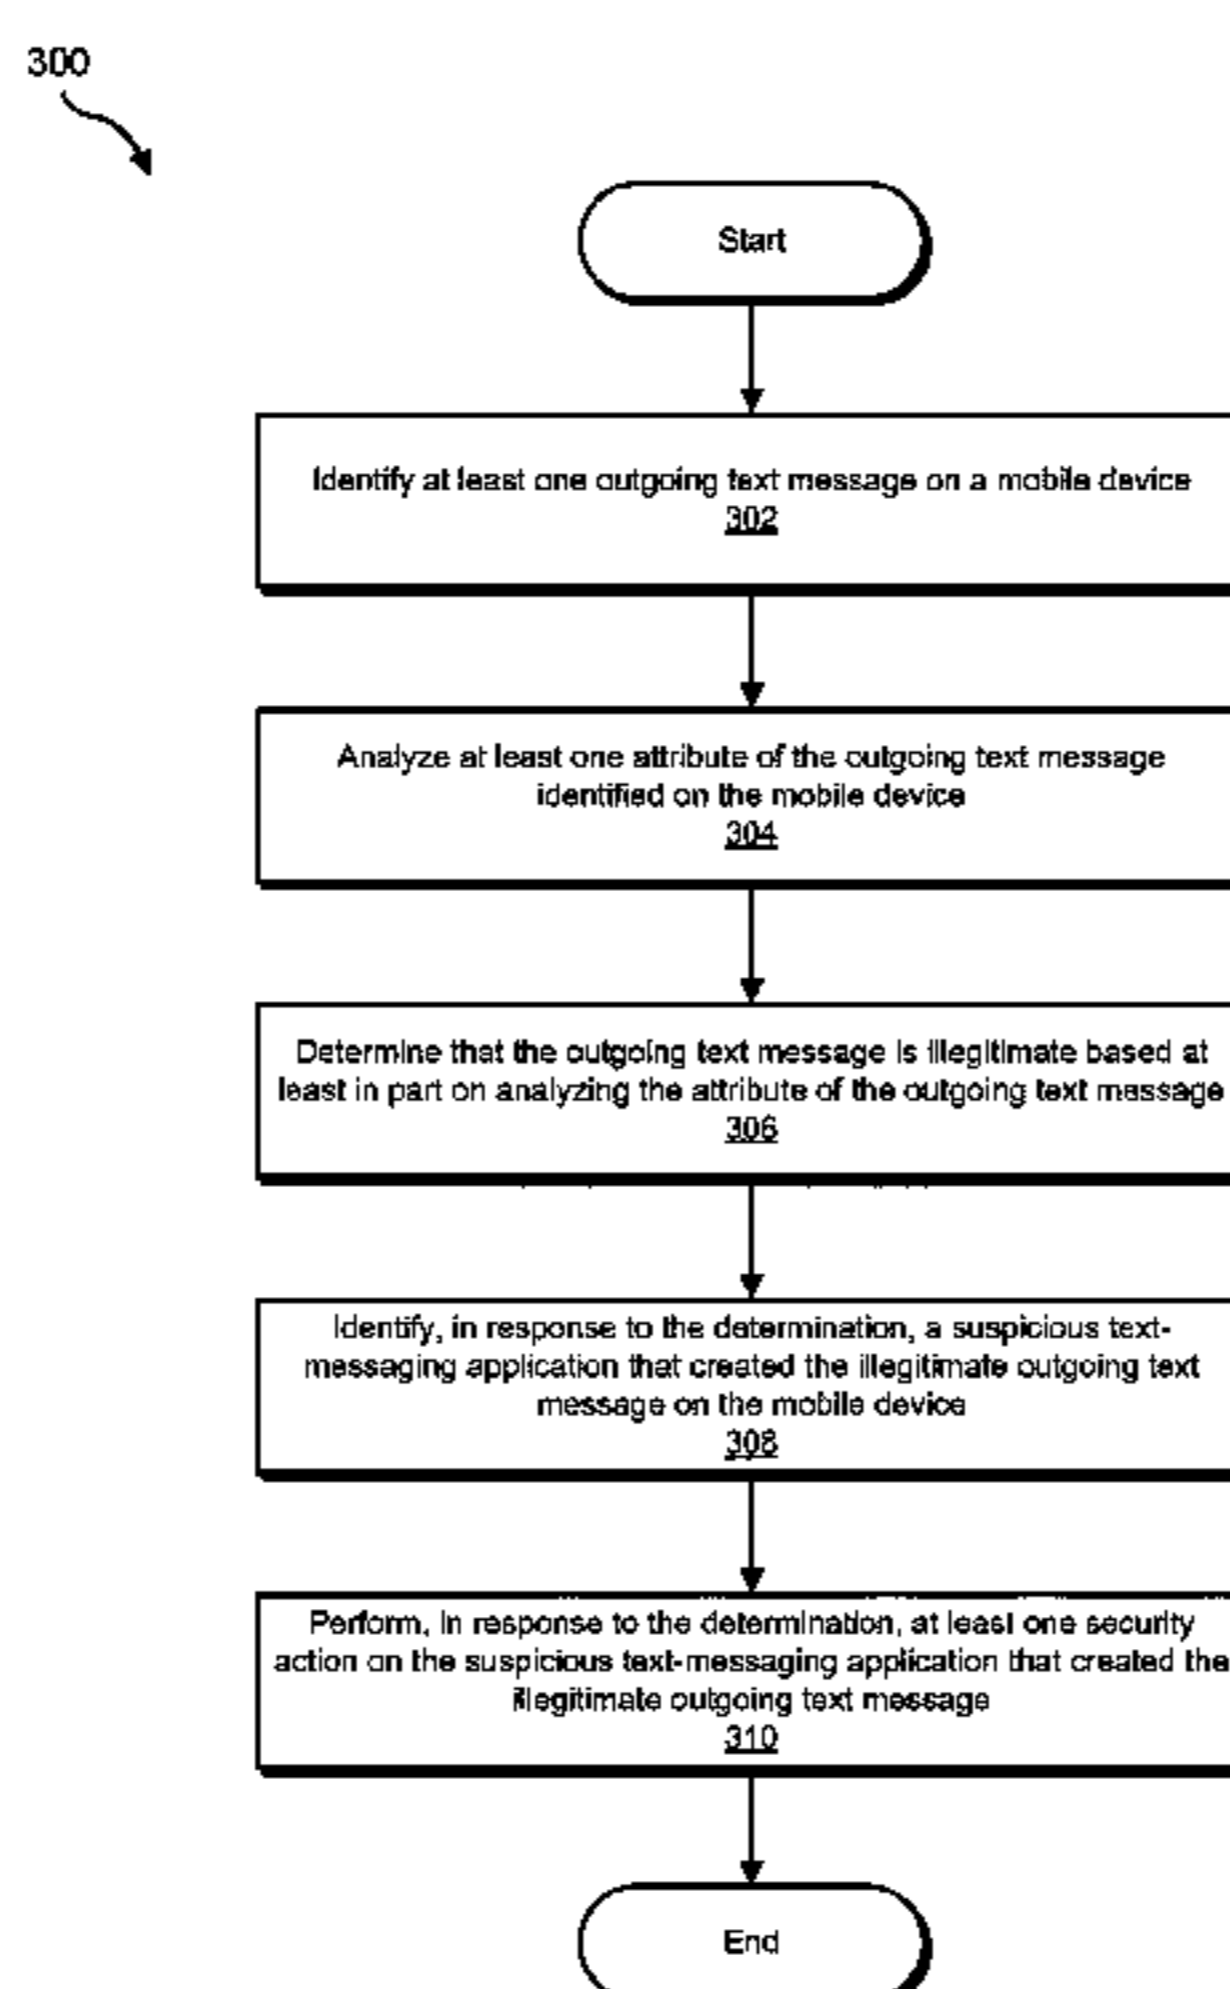 300
Start
Identify at least one outgoing text message on a mobile device
302
Analyze at least one attribute of the outgoing text message
identified on the mobile device
304
Determine that the outgoing text message is illegitimate based at
least in part on analyzing the attribute of the outgoing text message
306
Identify, in response to the determination, a suspicious text-
messaging application that created the illegitimate outgoing text
message on the mobile device
308
Perform, in response to the determination, at least one security
action on the suspicious text-messaging application that created the
illegitimate outgoing text message
310
End